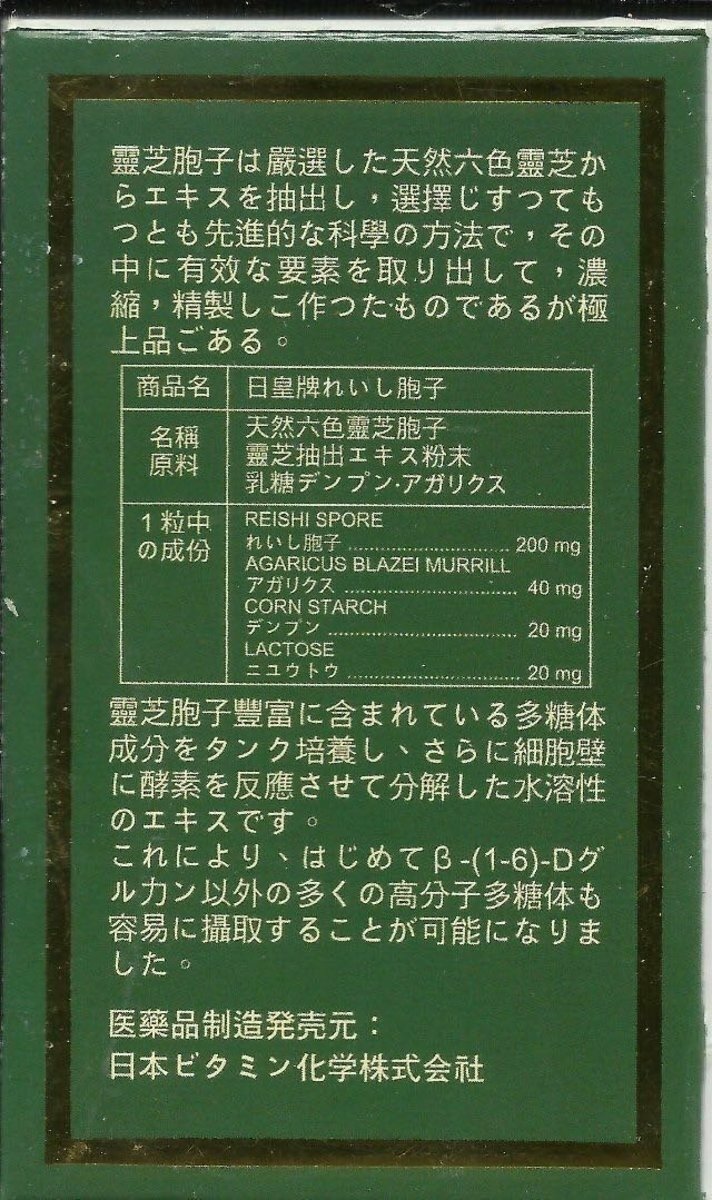 靈芝胞子は嚴選した天然六色靈芝か
らエキスを抽出し，選擇じすつても
つとも先進的な科學の方法で，その
中に有效な要素を取り出して，濃
縮，精製しこ作つたものであるが極
上品ごある。
商品名 日皇牌れいし胞子
名稱
原料
天然六色靈芝胞子
靈芝抽出エキス粉末
乳糖デンプン·アガリクス
1粒中
の成份
REISHI SPORE
れいし胞子 ................................ 200 mg
AGARICUS BLAZEI MURRILL
アガリクス ................................ 40 mg
CORN STARCH
デンプン ................................ 20 mg
LACTOSE
ニユウトウ ................................ 20 mg
靈芝胞子豐富に含まれている多糖体
成分をタンク培養し、さらに細胞壁
に酵素を反應させて分解した水溶性
のエキスです。
これにより、はじめてβ-(1-6)-Dグ
ルカン以外の多くの高分子多糖体も
容易に攝取することが可能になりま
した。
医藥品制造発売元：
日本ビタミン化学株式会社